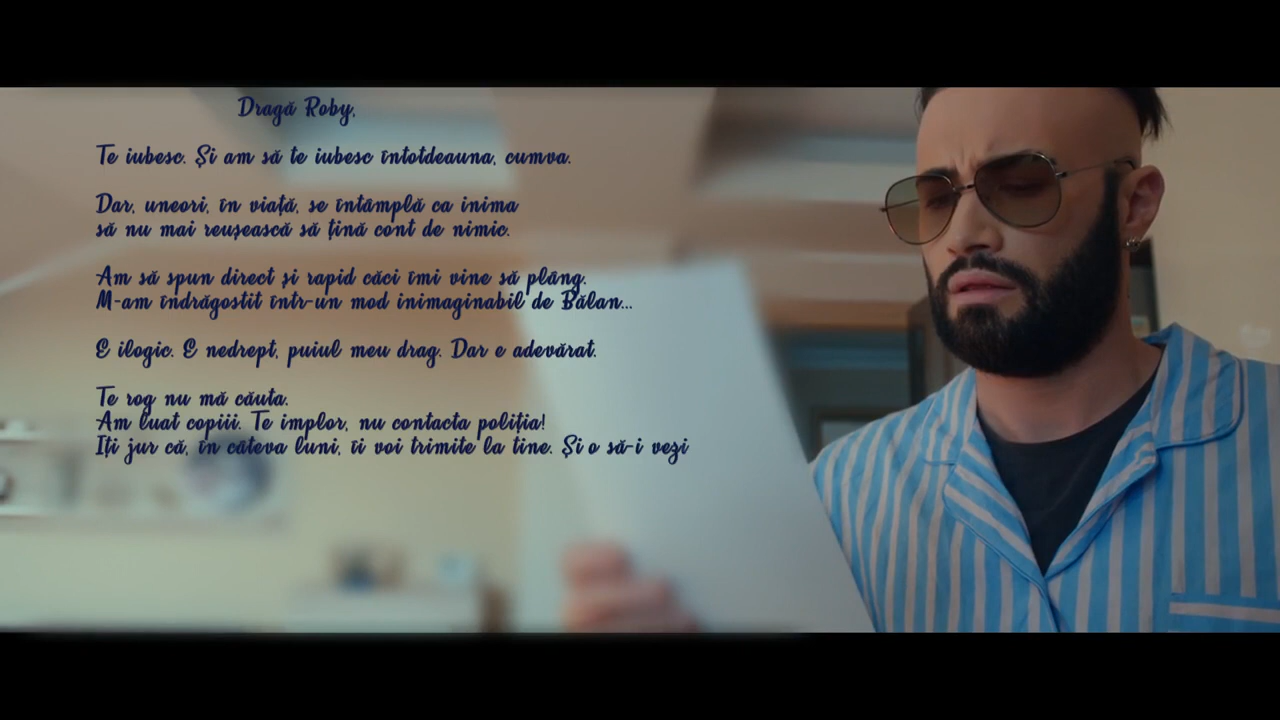 Dragă Roby,
Te iubesc. Și am să te iubesc întotdeauna, cumva.
Dar, uneori, în viață, se întâmplă ca inima
să nu mai reușească să țină cont de nimic.
Am să spun direct și rapid căci îmi vine să plâng.
M-am îndrăgostit într-un mod inimaginabil de Bălan...
E ilogic. E nedrept, puiul meu drag. Dar e adevărat.
Te rog nu mă căuta.
Am luat copiii. Te implor, nu contacta poliția!
Iți jur că, în câteva luni, ii voi trimite la tine. Și o să-i vezi